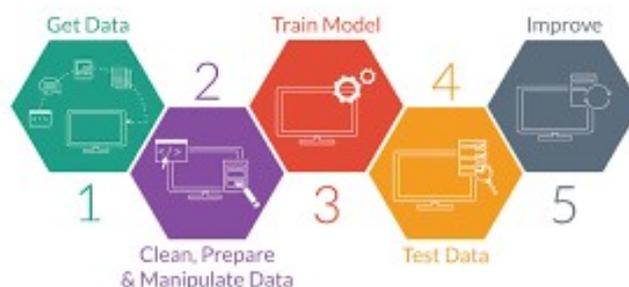 Get Data
1
2
Clean, Prepare
& Manipulate Data
Train Model
3
4
Test Data
Improve
5